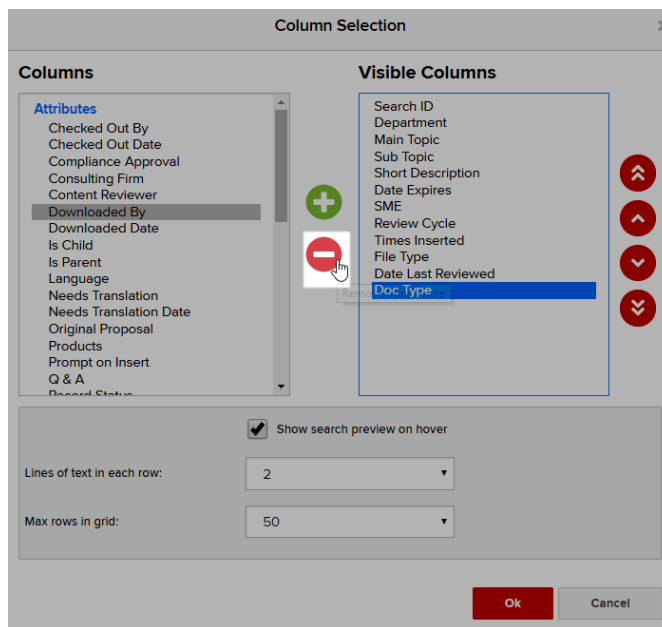 Column Selection
Columns
Attributes
Checked Out By
Checked Out Date
Compliance Approval
Consulting Firm
Content Reviewer
Downloaded By
Downloaded Date
Is Child
Is Parent
Language
Needs Translation
Needs Translation Date
Original Proposal
Products
Prompt on Insert
Q & A
Record Status
Visible Columns
Search ID
Department
Main Topic
Sub Topic
Short Description
Date Expires
SME
Review Cycle
Times Inserted
File Type
Date Last Reviewed
Doc Type
Show search preview on hover
Lines of text in each row:
2
Max rows in grid:
50
Ok
Cancel